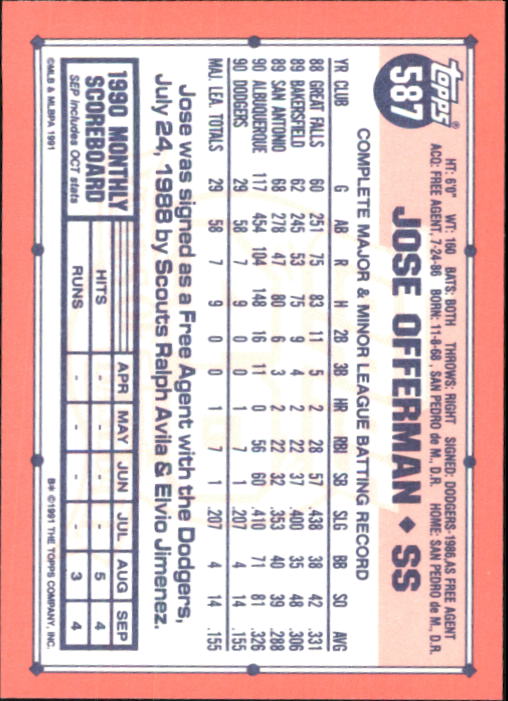 topps®
587
HT: 6'0" WT: 160 BATS: BOTH THROWS: RIGHT SIGNED: DODGERS-1986, AS FREE AGENT
ACQ: FREE AGENT, 7-24-86 BORN: 11-8-68, SAN PEDRO de M., D.R. HOME: SAN PEDRO de M., D.R.
JOSE OFFERMAN ♦ SS
COMPLETE MAJOR & MINOR LEAGUE BATTING RECORD
YR CLUB G AB R H 2B 3B HR RBI SB SLG BB SO AVG
88 GREAT FALLS 60 251 75 83 11 5 2 28 57 .438 38 42 .331
89 BAKERSFIELD 62 245 53 75 9 4 2 22 37 .400 35 48 .306
89 SAN ANTONIO 68 278 47 80 6 3 2 22 32 .353 40 39 .288
90 ALBUQUERQUE 117 454 104 148 16 11 0 56 60 .410 71 81 .326
90 DODGERS 29 58 7 9 0 0 1 7 1 .207 4 14 .155
MAJ. LEA. TOTALS 29 58 7 9 0 0 1 7 1 .207 4 14 .155
Jose was signed as a Free Agent with the Dodgers,
July 24, 1988 by Scouts Ralph Avila & Elvio Jimenez.
1990 MONTHLY
SCOREBOARD
SEP includes OCT stats
APR MAY JUN JUL AUG SEP
HITS - - - - 5 4
RUNS - - - - 3 4
©MLB & MLBPA 1991
B* ©1991 THE TOPPS COMPANY, INC.